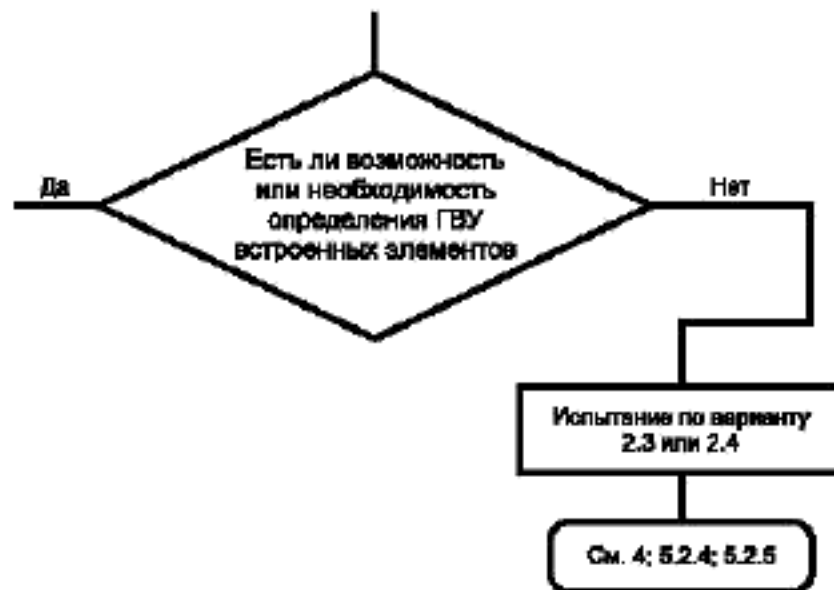 Есть ли возможность
Да
или необходимость
Нет
определения ГВУ
встроенных элементов
Испытание по варианту
2.3 или 2.4
См. 4; 5.2.4; 5.2.5